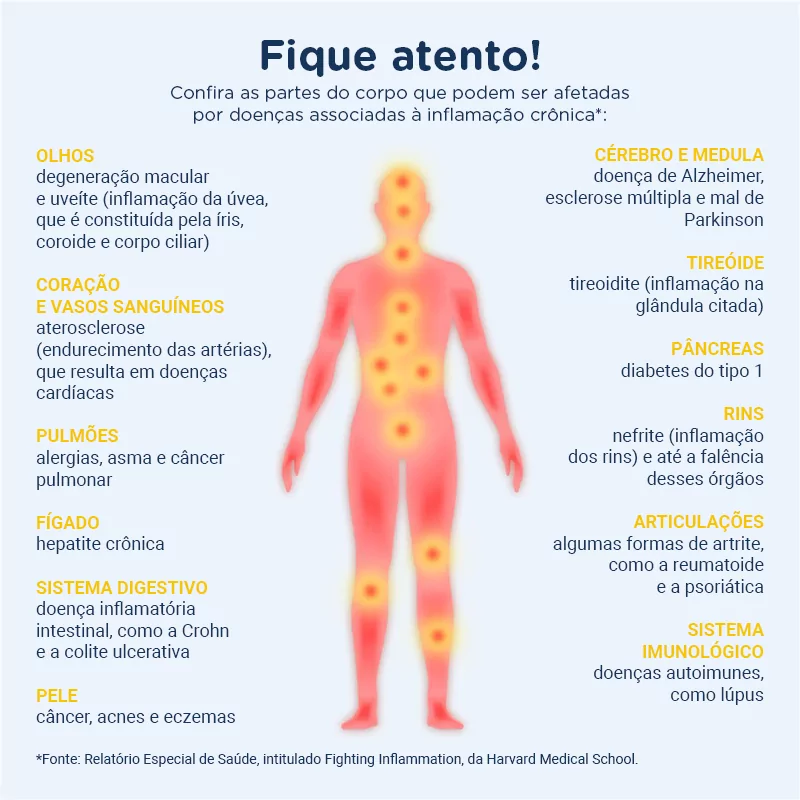 Fique atento!
Confira as partes do corpo que podem ser afetadas
por doenças associadas à inflamação crônica*:
OLHOS
degeneração macular
e uveíte (inflamação da úvea,
que é constituída pela íris,
coroide e corpo ciliar)
CORAÇÃO
E VASOS SANGUÍNEOS
aterosclerose
(endurecimento das artérias),
que resulta em doenças
cardíacas
PULMÕES
alergias, asma e câncer
pulmonar
FÍGADO
hepatite crônica
SISTEMA DIGESTIVO
doença inflamatória
intestinal, como a Crohn
e a colite ulcerativa
PELE
câncer, acnes e eczemas
CÉREBRO E MEDULA
doença de Alzheimer,
esclerose múltipla e mal de
Parkinson
TIREÓIDE
tireoidite (inflamação na
glândula citada)
PÂNCREAS
diabetes do tipo 1
RINS
nefrite (inflamação
dos rins) e até a falência
desses órgãos
ARTICULAÇÕES
algumas formas de artrite,
como a reumatoide
e a psoriática
SISTEMA
IMUNOLÓGICO
doenças autoimunes,
como lúpus
*Fonte: Relatório Especial de Saúde, intitulado Fighting Inflammation, da Harvard Medical School.